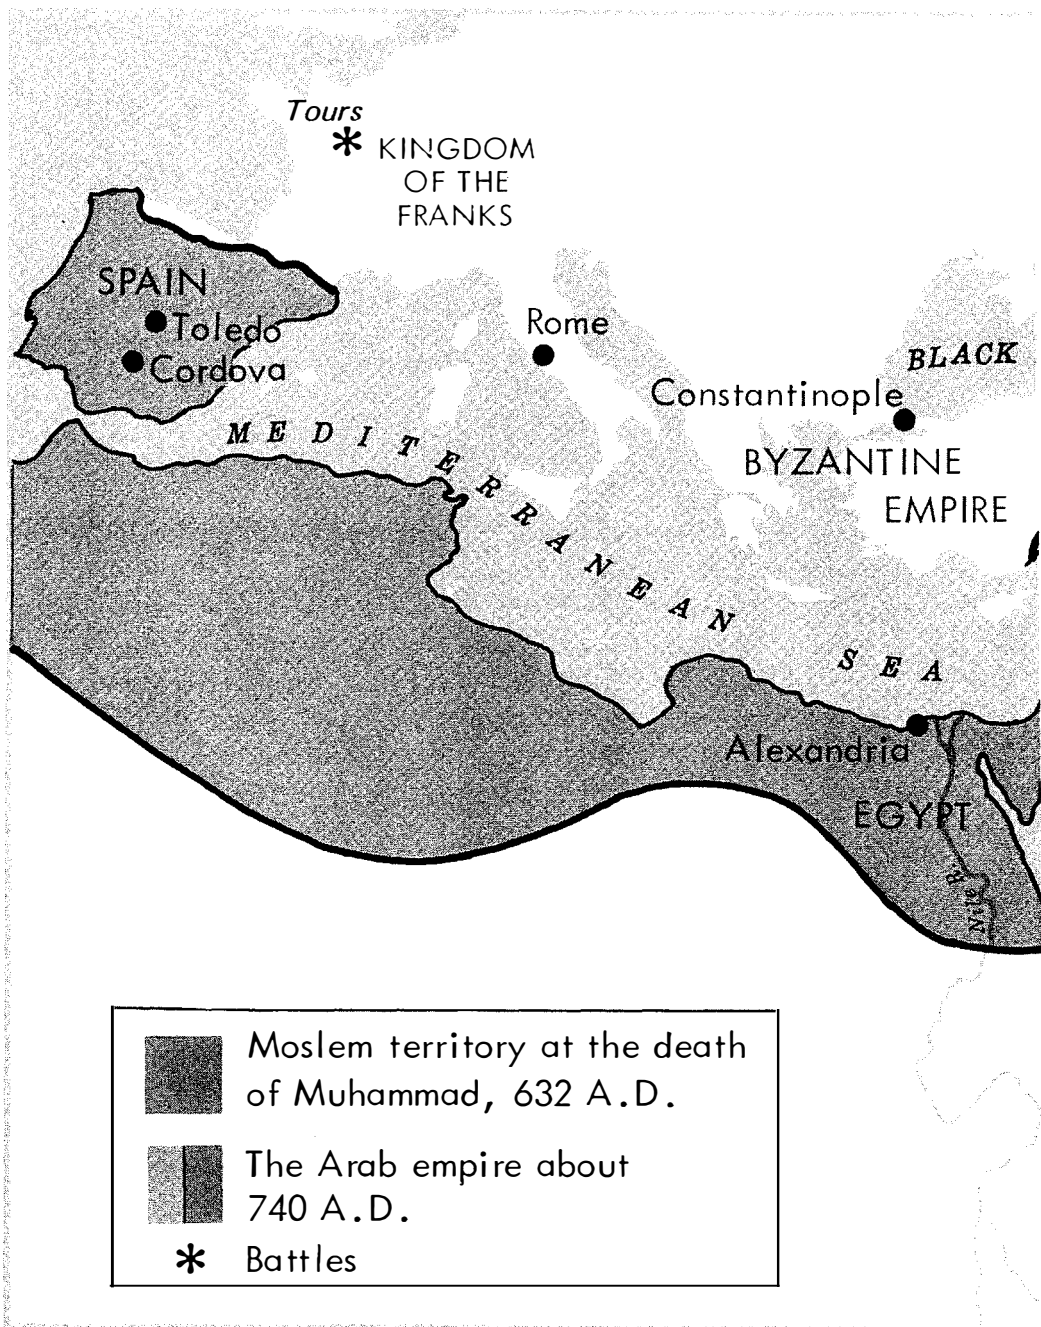 Tours
KINGDOM
OF THE
FRANKS
SPAIN
Toledo
Cordova
Rome
BLACK
Constantinople
BYZANTINE
EMPIRE
MEDITERRANEAN SEA
Alexandria
EGYPT
Nile R.
Moslem territory at the death
of Muhammad, 632 A.D.
The Arab empire about
740 A.D.
* Battles